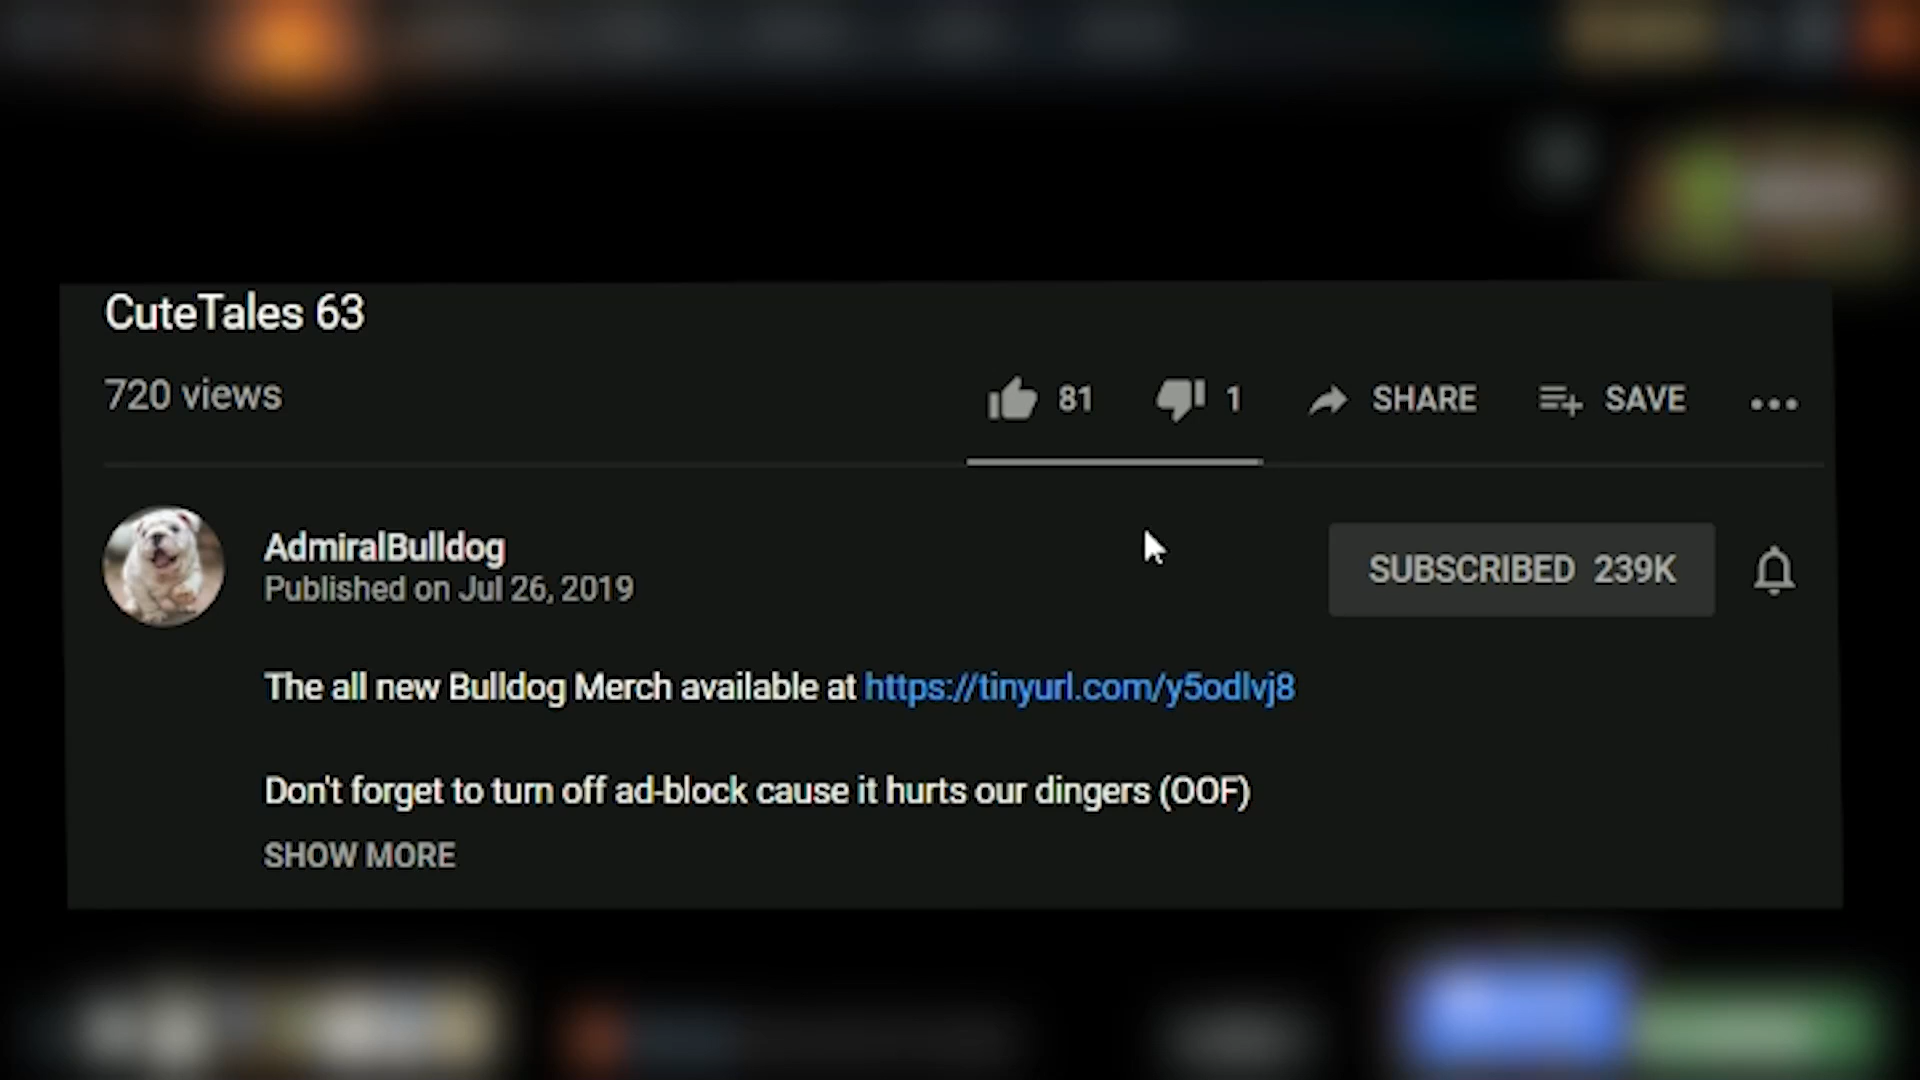 CuteTales 63
720 views
81 1 SHARE SAVE
AdmiralBulldog
Published on Jul 26, 2019
SUBSCRIBED 239K
The all new Bulldog Merch available at https://tinyurl.com/y5odlvj8
Don't forget to turn off ad-block cause it hurts our dingers (OOF)
SHOW MORE